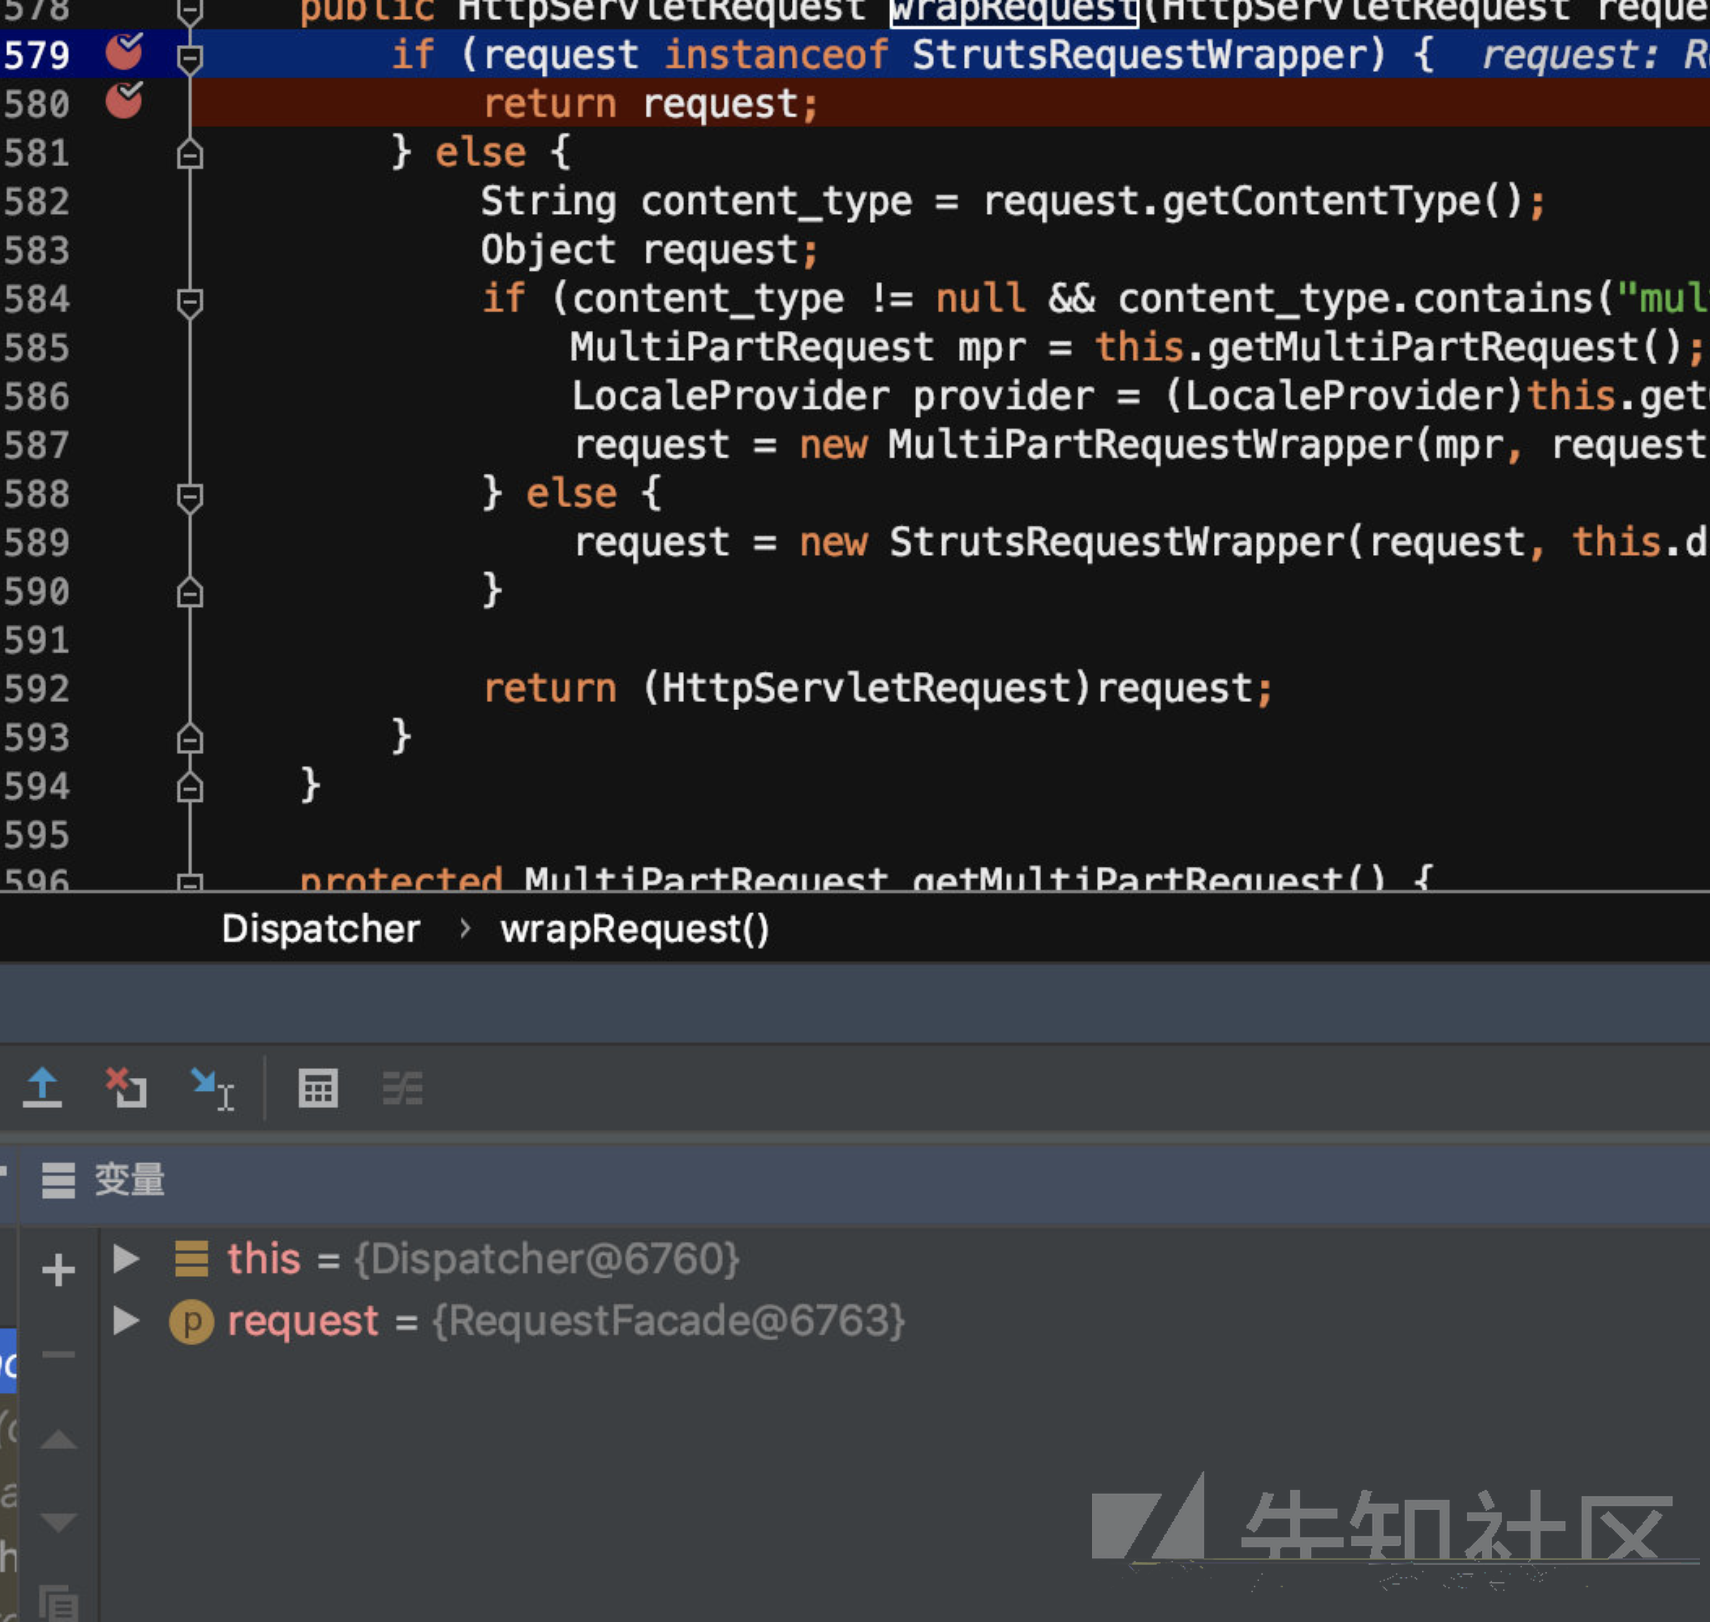 578 public HttpServletRequest wrapRequest(HttpServletRequest reque
579 if (request instanceof StrutsRequestWrapper) { request: R
580 return request;
581 } else {
582 String content_type = request.getContentType();
583 Object request;
584 if (content_type != null && content_type.contains("mul
585 MultiPartRequest mpr = this.getMultiPartRequest();
586 LocaleProvider provider = (LocaleProvider)this.get
587 request = new MultiPartRequestWrapper(mpr, request
588 } else {
589 request = new StrutsRequestWrapper(request, this.d
590 }
591
592 return (HttpServletRequest)request;
593 }
594 }
595
596 protected MultiPartRequest getMultiPartRequest() {
Dispatcher › wrapRequest()
变量
this = {Dispatcher@6760}
p request = {RequestFacade@6763}
先知社区